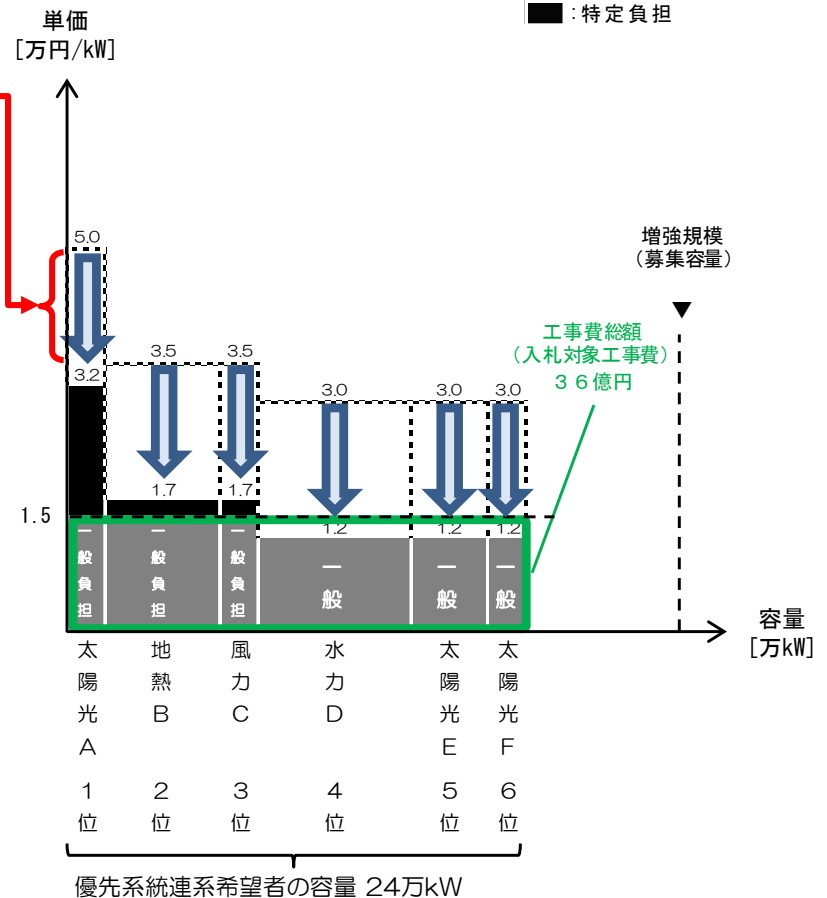 ■：特定負担
単価
[万円/kW]
増強規模
（募集容量）
工事費総額
（入札対象工事費）
３６億円
5.0
3.5
3.5
3.2
3.0
3.0
3.0
1.7
1.7
1.5
1.2
1.2
1.2
一般負担
一般負担
一般負担
一般
一般
一般
容量
[万kW]
太陽光A
地熱B
風力C
水力D
太陽光E
太陽光F
1位
2位
3位
4位
5位
6位
優先系統連系希望者の容量 24万kW